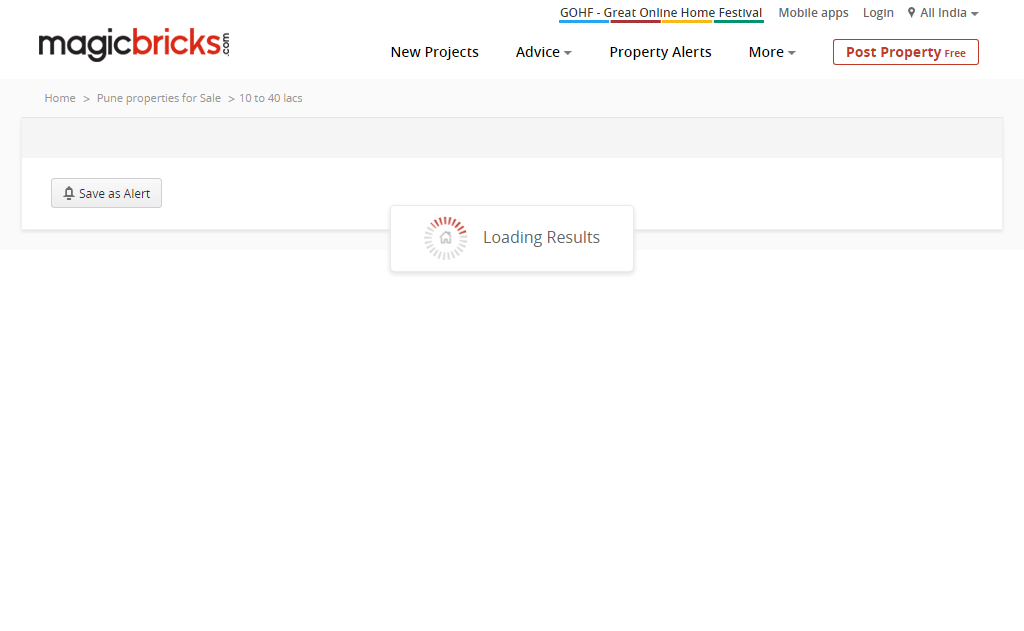 GOHF - Great Online Home Festival Mobile apps Login All India
magicbricks.com
New Projects Advice Property Alerts More Post Property Free
Home > Pune properties for Sale > 10 to 40 lacs
Save as Alert
Loading Results